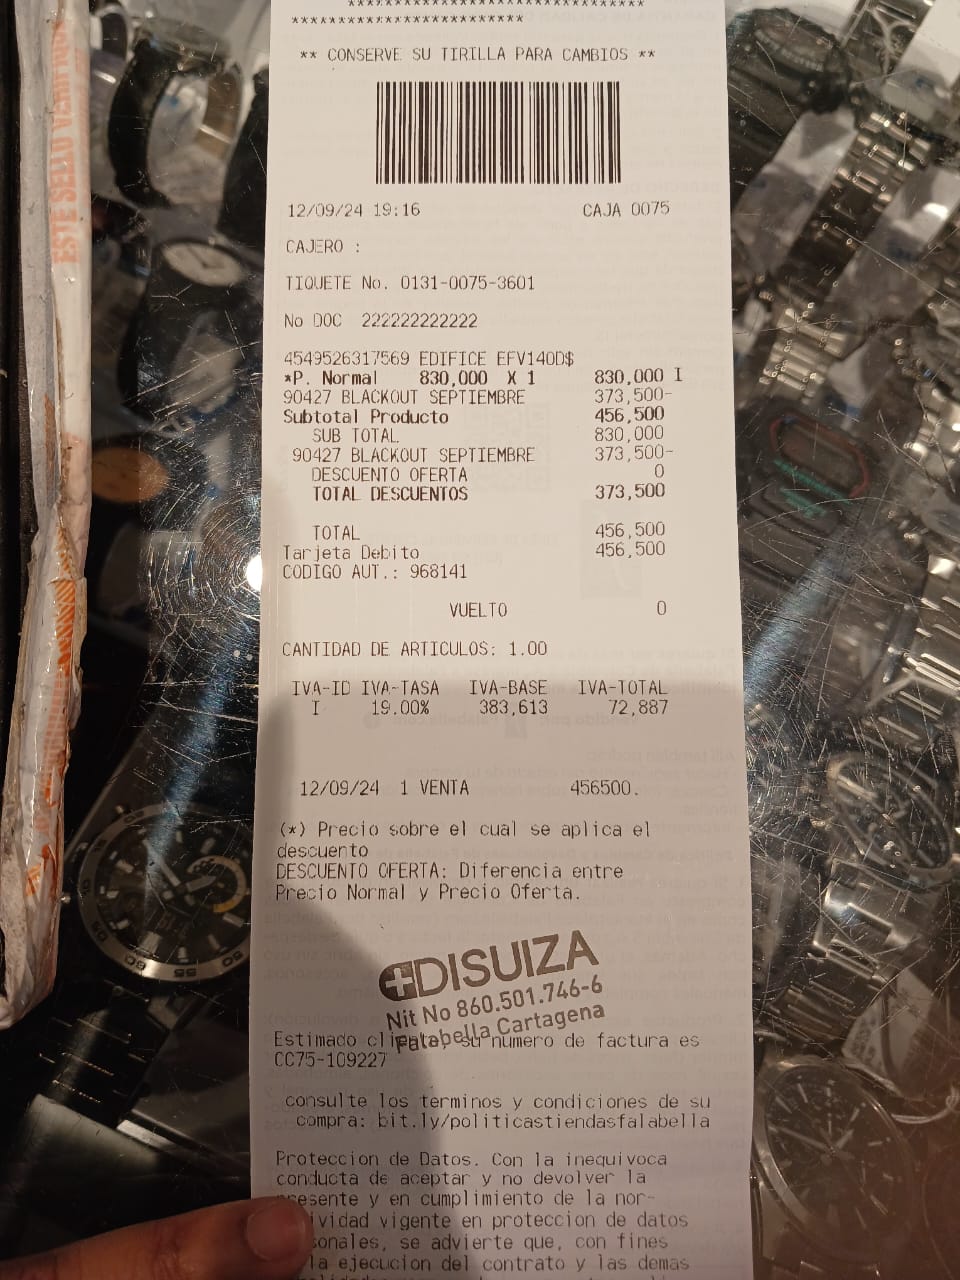 *******************************
************************
** CONSERVE SU TIRILLA PARA CAMBIOS **
12/09/24 19:16 CAJA 0075
CAJERO :
TIQUETE No. 0131-0075-3601
No DOC 222222222222
4549526317569 EDIFICE EFV140D$
*P. Normal 830,000 X 1 830,000 I
90427 BLACKOUT SEPTIEMBRE 373,500-
Subtotal Producto 456,500
SUB TOTAL 830,000
90427 BLACKOUT SEPTIEMBRE 373,500-
DESCUENTO OFERTA 0
TOTAL DESCUENTOS 373,500
TOTAL 456,500
Tarjeta Debito 456,500
CODIGO AUT.: 968141
VUELTO 0
CANTIDAD DE ARTICULOS: 1.00
IVA-ID IVA-TASA IVA-BASE IVA-TOTAL
I 19.00% 383,613 72,887
12/09/24 1 VENTA 456500.
(*) Precio sobre el cual se aplica el
descuento
DESCUENTO OFERTA: Diferencia entre
Precio Normal y Precio Oferta.
DISUIZA
Nit No 860.501.746-6
Falabella Cartagena
Estimado cliente, su numero de factura es
CC75-109227
consulte los terminos y condiciones de su
compra: bit.ly/politicastiendasfalabella
Proteccion de Datos. Con la inequivoca
conducta de aceptar y no devolver la
presente y en cumplimiento de la nor-
ividad vigente en proteccion de datos
sonales, se advierte que, con fines
la ejecucion del contrato y las demas
ESTE SELLO